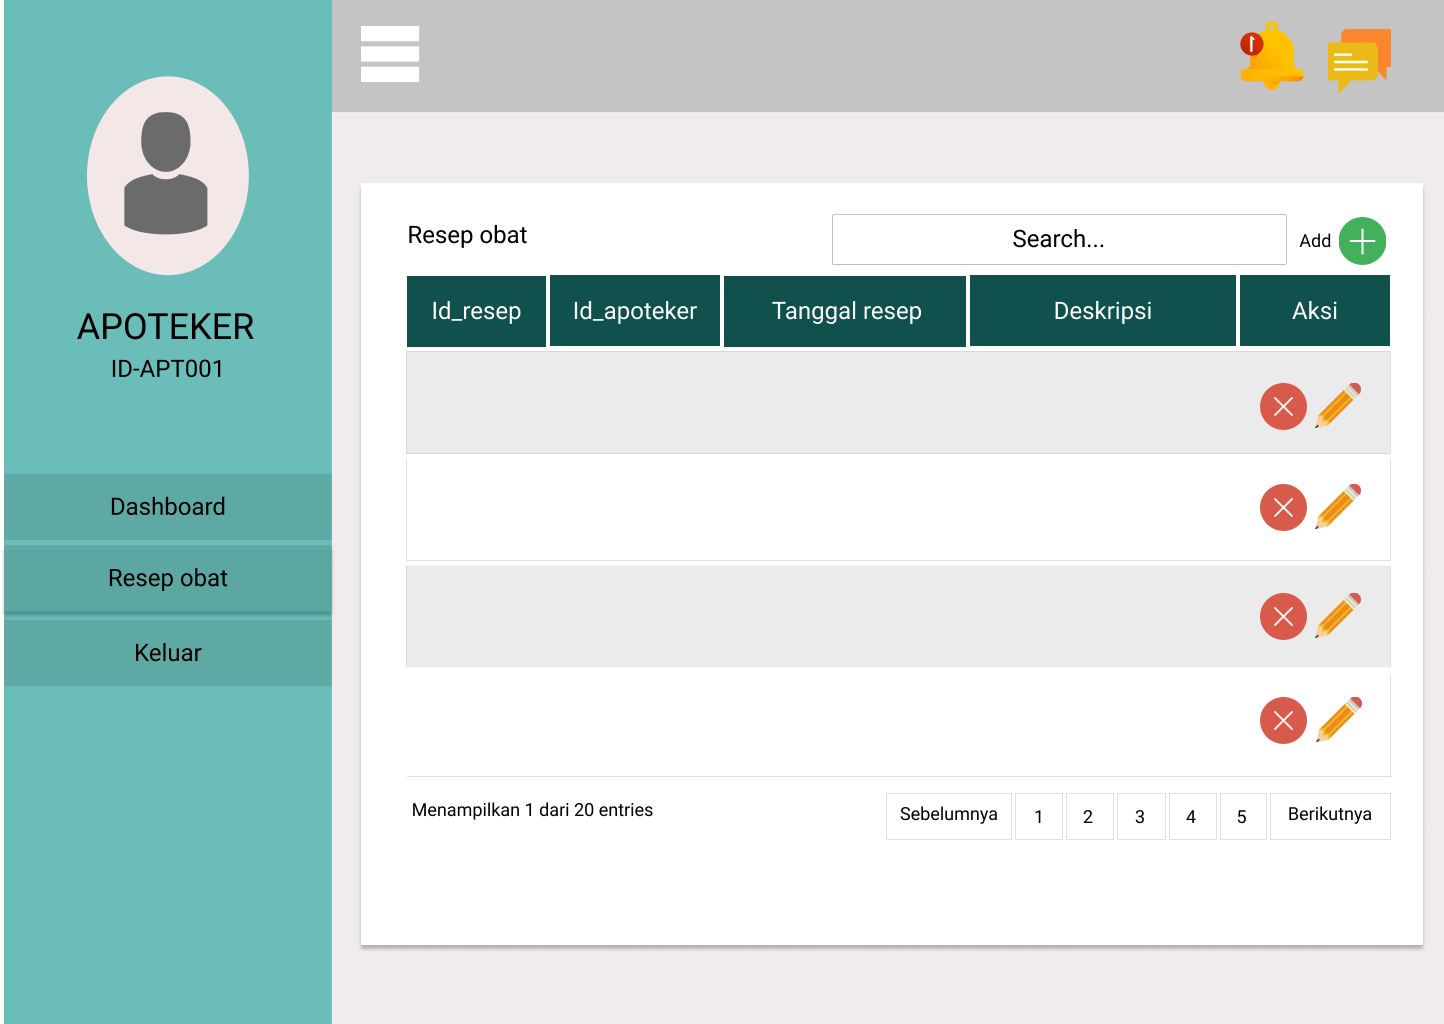 1
APOTEKER
ID-APT001
Dashboard
Resep obat
Keluar
Resep obat
Search...
Add
Id_resep Id_apoteker Tanggal resep Deskripsi Aksi
Menampilkan 1 dari 20 entries
Sebelumnya 1 2 3 4 5 Berikutnya